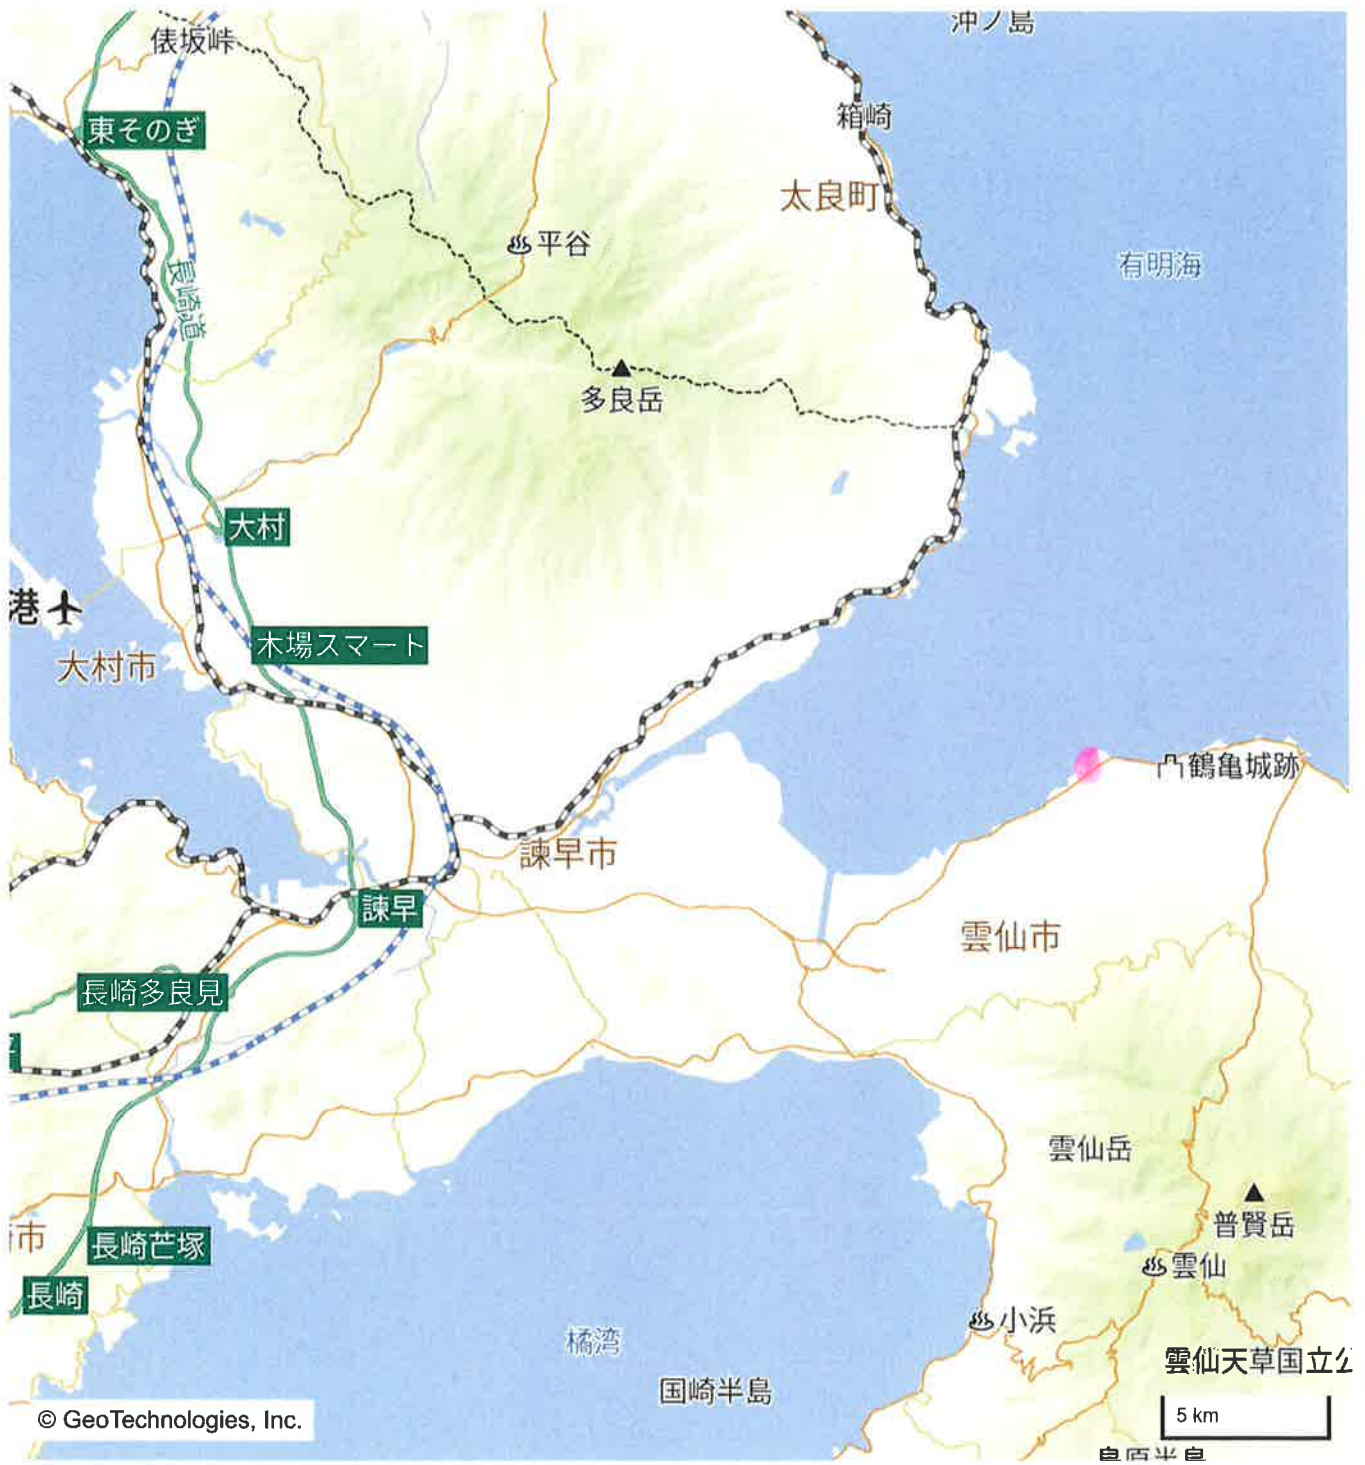 沖ノ島
俵坂峠
箱崎
東そのぎ
太良町
平谷
有明海
長崎道
多良岳
大村
港
木場スマート
大村市
鶴亀城跡
諫早市
諫早
雲仙市
長崎多良見
雲仙岳
普賢岳
市
長崎芒塚
雲仙
長崎
小浜
橘湾
雲仙天草国立公
国崎半島
5 km
© GeoTechnologies, Inc.
島原半島